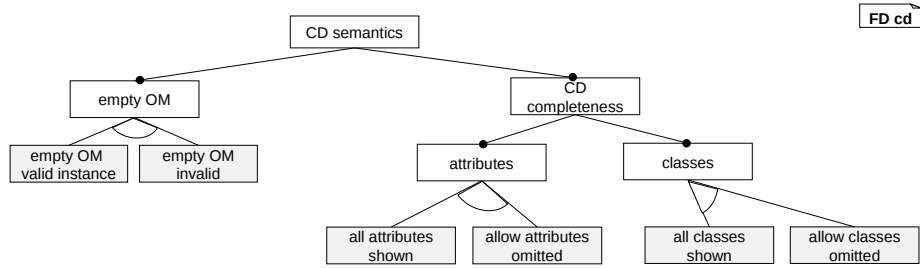 FD cd
CD semantics
empty OM
CD
completeness
empty OM
valid instance
empty OM
invalid
attributes
classes
all attributes
shown
allow attributes
omitted
all classes
shown
allow classes
omitted